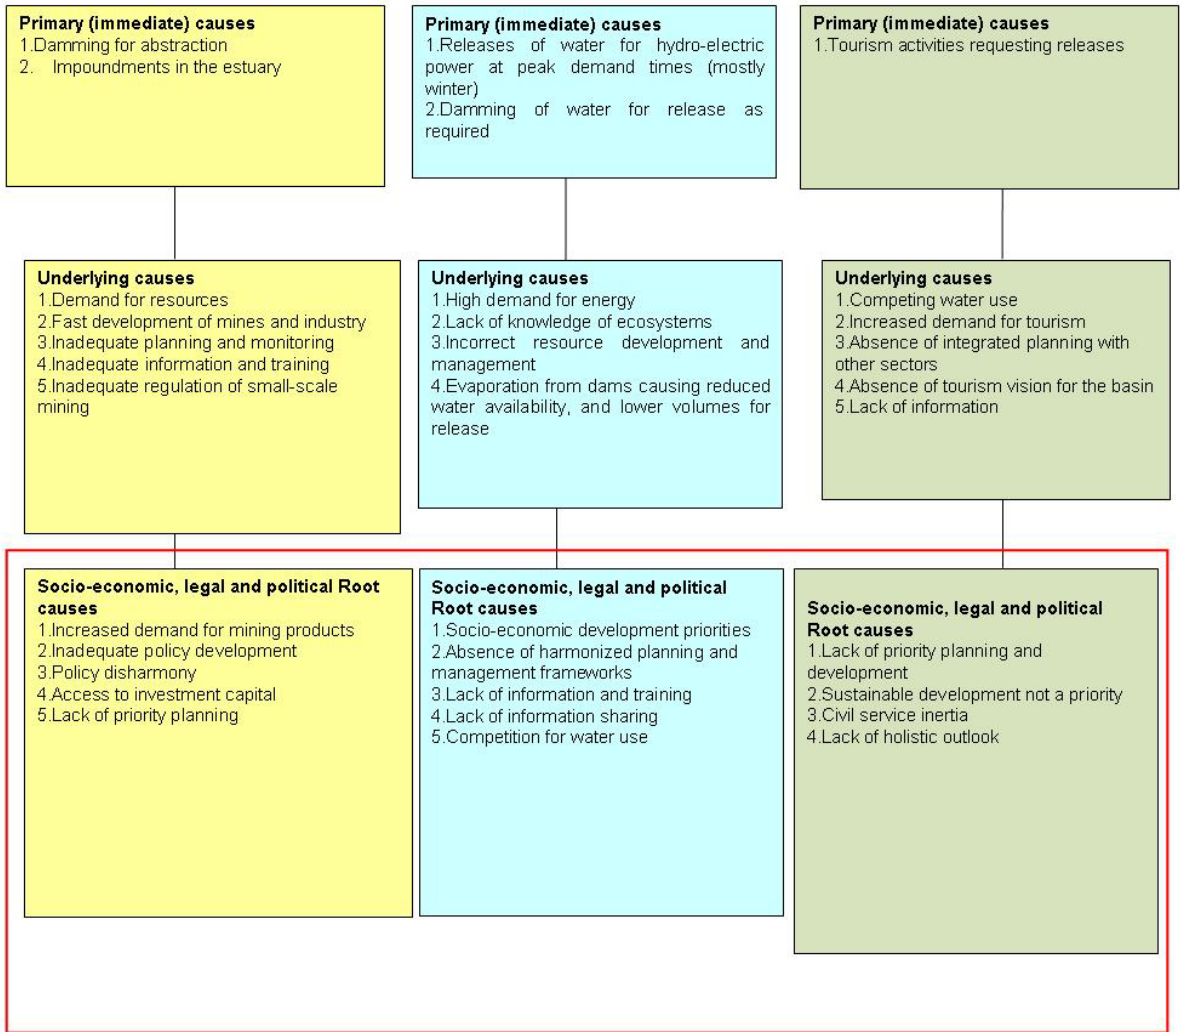 Primary (immediate) causes
1.Damming for abstraction
2. Impoundments in the estuary
Primary (immediate) causes
1.Releases of water for hydro-electric
power at peak demand times (mostly
winter)
2.Damming of water for release as
required
Primary (immediate) causes
1.Tourism activities requesting releases
Underlying causes
1.Demand for resources
2.Fast development of mines and industry
3.Inadequate planning and monitoring
4.Inadequate information and training
5.Inadequate regulation of small-scale
mining
Underlying causes
1.High demand for energy
2.Lack of knowledge of ecosystems
3.Incorrect resource development and
management
4.Evaporation from dams causing reduced
water availability, and lower volumes for
release
Underlying causes
1.Competing water use
2.Increased demand for tourism
3.Absence of integrated planning with
other sectors
4.Absence of tourism vision for the basin
5.Lack of information
Socio-economic, legal and political Root
causes
1.Increased demand for mining products
2.Inadequate policy development
3.Policy disharmony
4.Access to investment capital
5.Lack of priority planning
Socio-economic, legal and political
Root causes
1.Socio-economic development priorities
2.Absence of harmonized planning and
management frameworks
3.Lack of information and training
4.Lack of information sharing
5.Competition for water use
Socio-economic, legal and political
Root causes
1.Lack of priority planning and
development
2.Sustainable development not a priority
3.Civil service inertia
4.Lack of holistic outlook